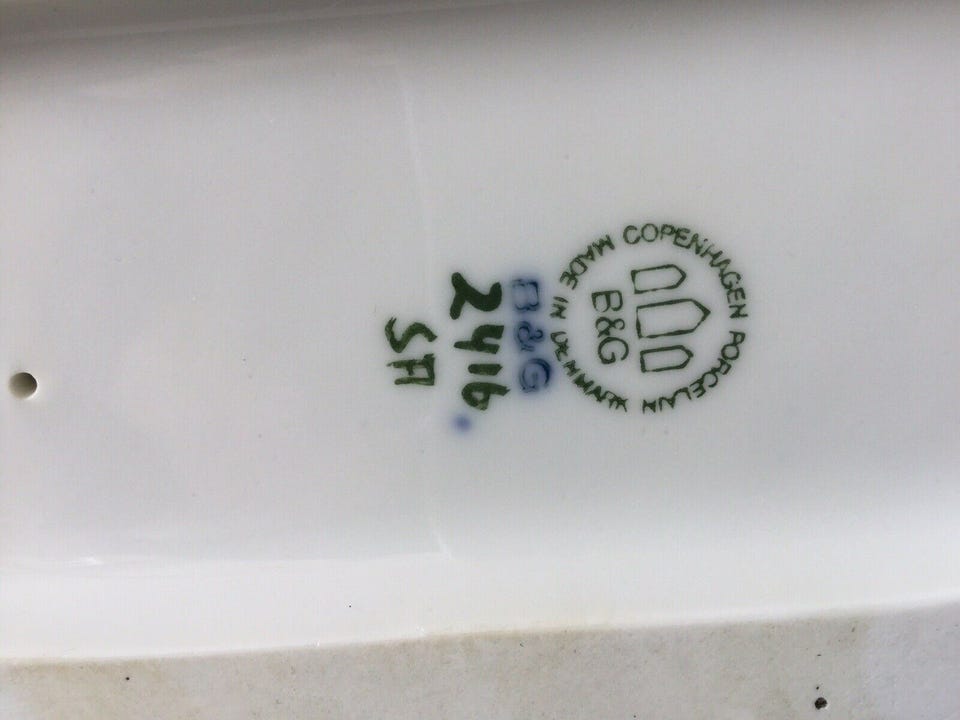 COPENHAGEN PORCELAIN
MADE IN DENMARK
B&G
B&G
2416
SA